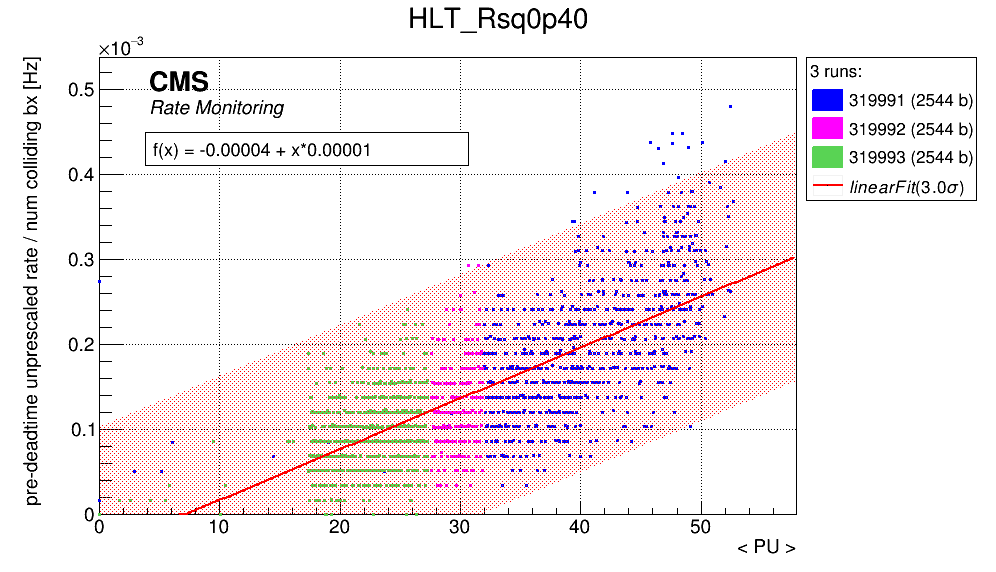 HLT_Rsq0p40
×10⁻³
pre-deadtime unprescaled rate / num colliding bx [Hz]
CMS
Rate Monitoring
f(x) = -0.00004 + x*0.00001
0.5
0.4
0.3
0.2
0.1
0
0 10 20 30 40 50
< PU >
3 runs:
319991 (2544 b)
319992 (2544 b)
319993 (2544 b)
linearFit(3.0σ)